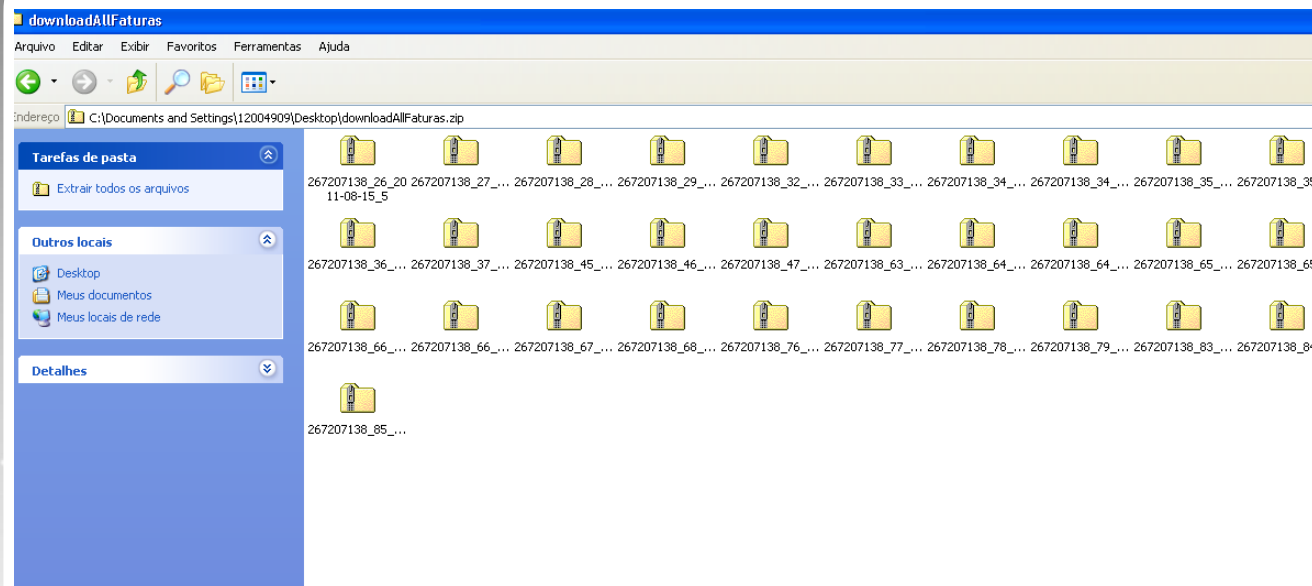 downloadAllFaturas
Arquivo Editar Exibir Favoritos Ferramentas Ajuda
Endereço C:\Documents and Settings\12004909\Desktop\downloadAllFaturas.zip
Tarefas de pasta
Extrair todos os arquivos
Outros locais
Desktop
Meus documentos
Meus locais de rede
Detalhes
267207138_26_20 267207138_27_... 267207138_28_... 267207138_29_... 267207138_32_... 267207138_33_... 267207138_34_... 267207138_34_... 267207138_35_... 267207138_35
11-08-15_5
267207138_36_... 267207138_37_... 267207138_45_... 267207138_46_... 267207138_47_... 267207138_63_... 267207138_64_... 267207138_64_... 267207138_65_... 267207138_65
267207138_66_... 267207138_66_... 267207138_67_... 267207138_68_... 267207138_76_... 267207138_77_... 267207138_78_... 267207138_79_... 267207138_83_... 267207138_84
267207138_85_...